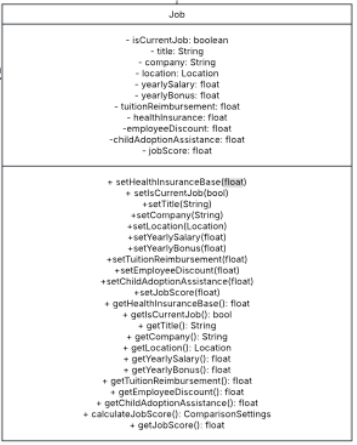 Job
- isCurrentJob: boolean
- title: String
- company: String
- location: Location
- yearlySalary: float
- yearlyBonus: float
- tuitionReimbursement: float
- healthInsurance: float
-employeeDiscount: float
-childAdoptionAssistance: float
- jobScore: float
+ setHealthInsuranceBase(float)
+ setIsCurrentJob(bool)
+setTitle(String)
+setCompany(String)
+setLocation(Location)
+setYearlySalary(float)
+setYearlyBonus(float)
+setTuitionReimbursement(float)
+setEmployeeDiscount(float)
+setChildAdoptionAssistance(float)
+setJobScore(float)
+ getHealthInsuranceBase(): float
+ getIsCurrentJob(): bool
+ getTitle(): String
+ getCompany(): String
+ getLocation(): Location
+ getYearlySalary(): float
+ getYearlyBonus(): float
+ getTuitionReimbursement(): float
+ getEmployeeDiscount(): float
+ getChildAdoptionAssistance(): float
+ calculateJobScore(): ComparisonSettings
+ getJobScore(): float